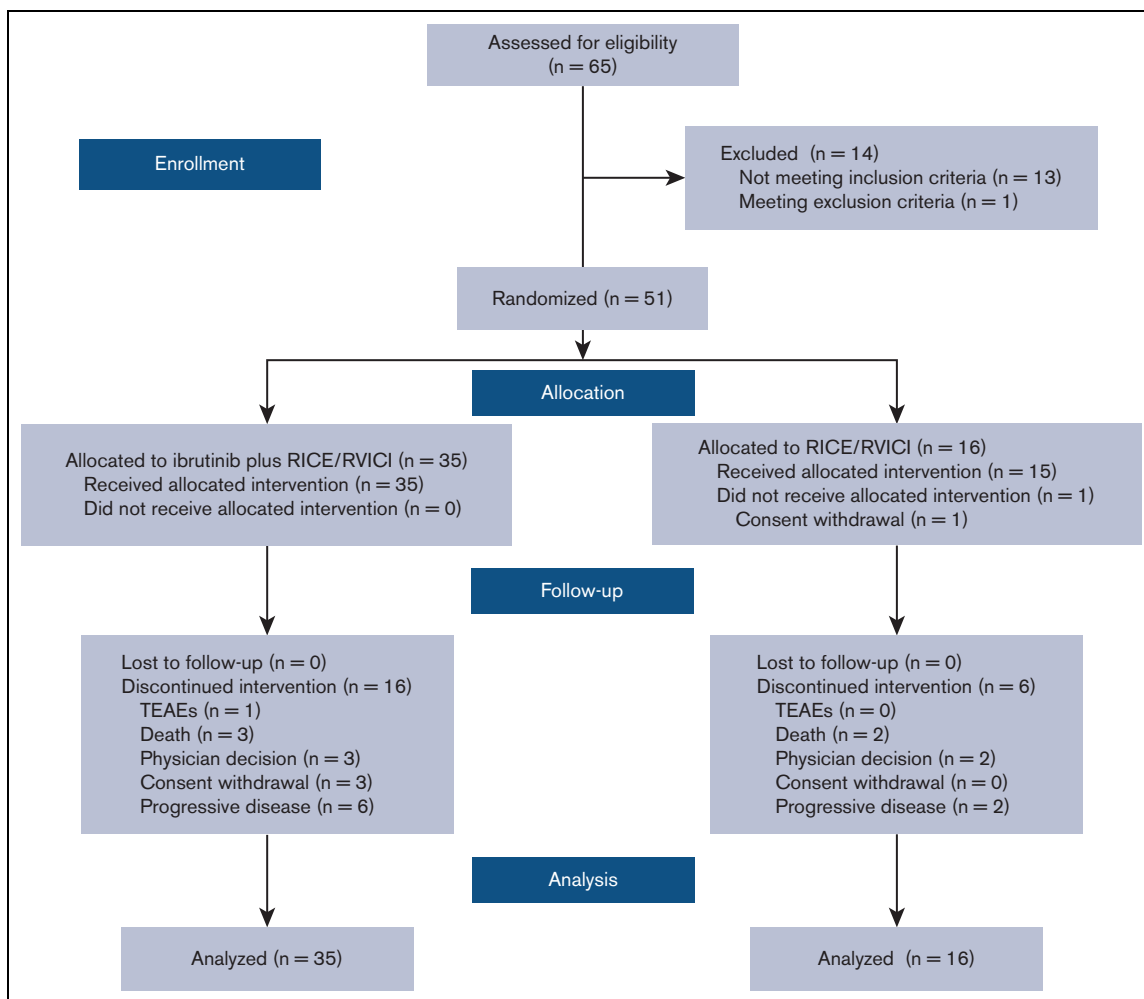 Assessed for eligibility
(n = 65)
Enrollment
Excluded (n = 14)
Not meeting inclusion criteria (n = 13)
Meeting exclusion criteria (n = 1)
Randomized (n = 51)
Allocation
Allocated to ibrutinib plus RICE/RVICI (n = 35)
Received allocated intervention (n = 35)
Did not receive allocated intervention (n = 0)
Allocated to RICE/RVICI (n = 16)
Received allocated intervention (n = 15)
Did not receive allocated intervention (n = 1)
Consent withdrawal (n = 1)
Follow-up
Lost to follow-up (n = 0)
Discontinued intervention (n = 16)
TEAEs (n = 1)
Death (n = 3)
Physician decision (n = 3)
Consent withdrawal (n = 3)
Progressive disease (n = 6)
Lost to follow-up (n = 0)
Discontinued intervention (n = 6)
TEAEs (n = 0)
Death (n = 2)
Physician decision (n = 2)
Consent withdrawal (n = 0)
Progressive disease (n = 2)
Analysis
Analyzed (n = 35)
Analyzed (n = 16)